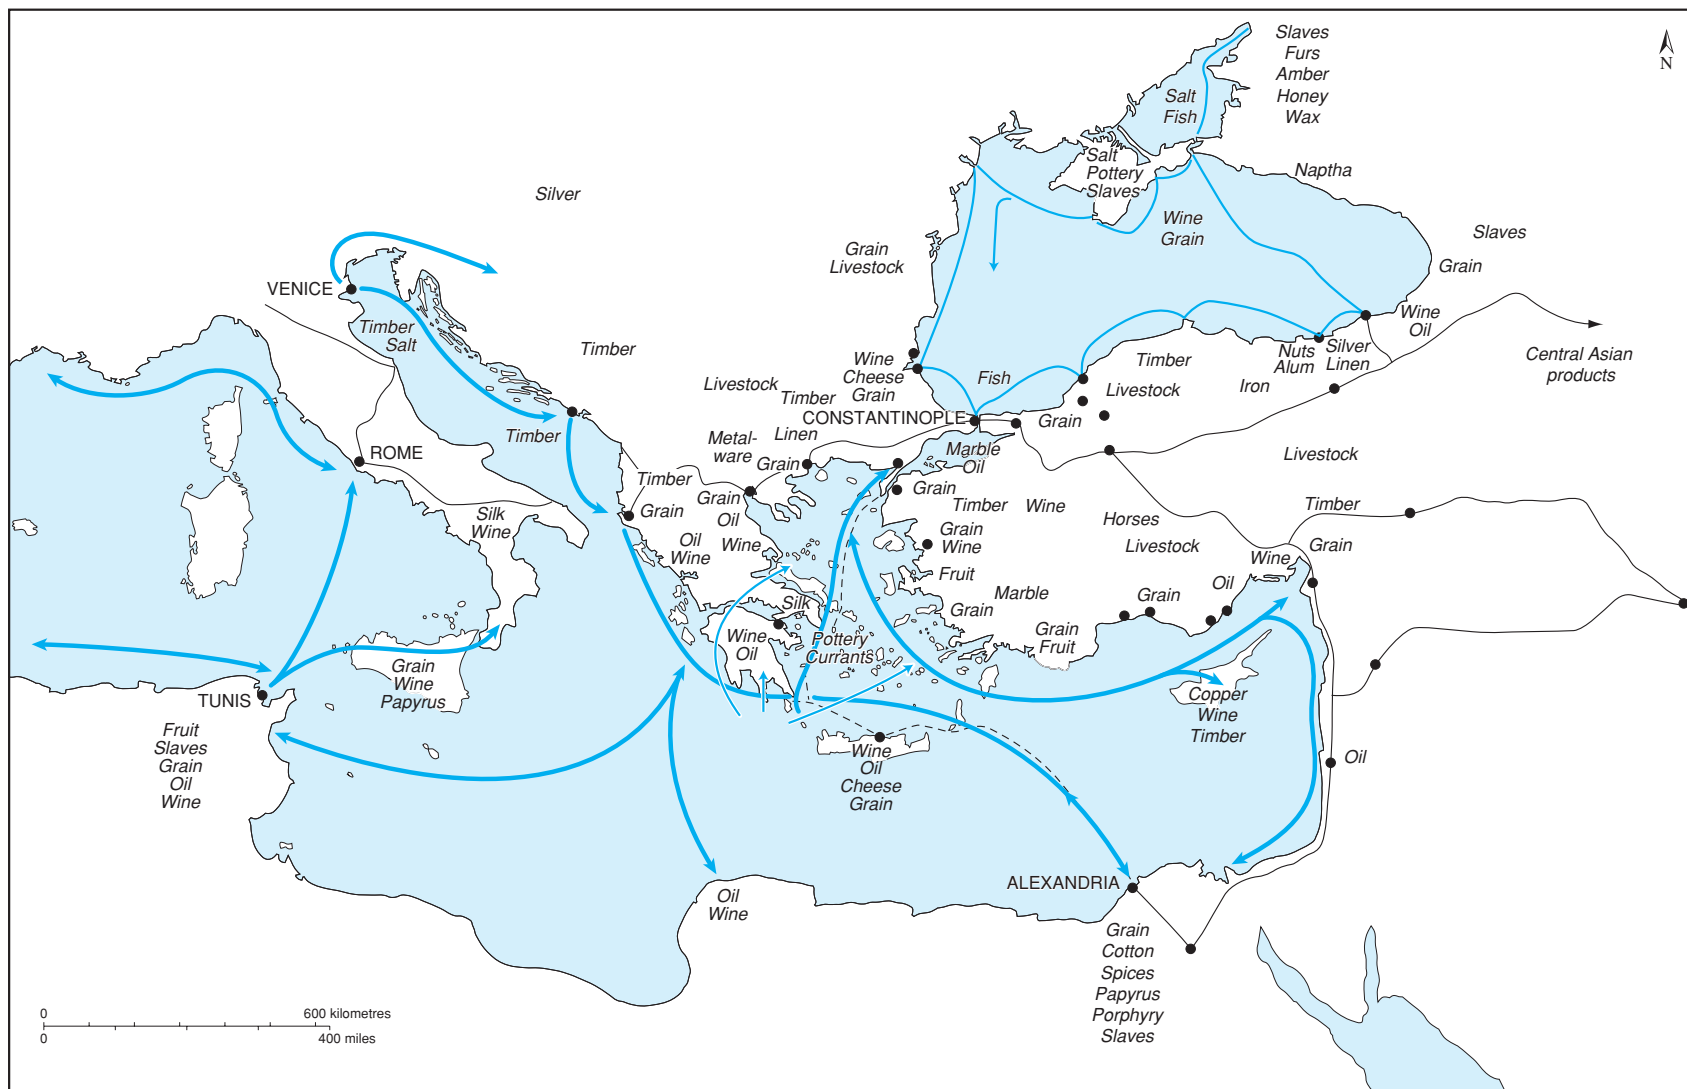 Slaves
Furs
Amber
Honey
Wax
N
Salt
Fish
Salt
Pottery
Slaves
Naptha
Silver
Wine
Grain
Slaves
Grain
Livestock
Grain
VENICE
Timber
Salt
Wine
Oil
Timber
Wine
Cheese
Grain
Fish
Timber
Nuts
Alum
Silver
Linen
Central Asian
products
Livestock
Timber
Livestock
Iron
CONSTANTINOPLE
Grain
Timber
Linen
Metal-
ware
Grain
Marble
Oil
Livestock
ROME
Timber
Grain
Grain
Grain
Timber
Wine
Timber
Silk
Wine
Oil
Wine
Oil
Wine
Grain
Wine
Horses
Livestock
Grain
Wine
Fruit
Marble
Grain
Oil
Grain
Silk
Wine
Oil
Pottery
Currants
Grain
Fruit
Grain
Wine
Papyrus
TUNIS
Copper
Wine
Timber
Fruit
Slaves
Grain
Oil
Wine
Wine
Oil
Cheese
Grain
Oil
ALEXANDRIA
Oil
Wine
Grain
Cotton
Spices
Papyrus
Porphyry
Slaves
0 600 kilometres
0 400 miles